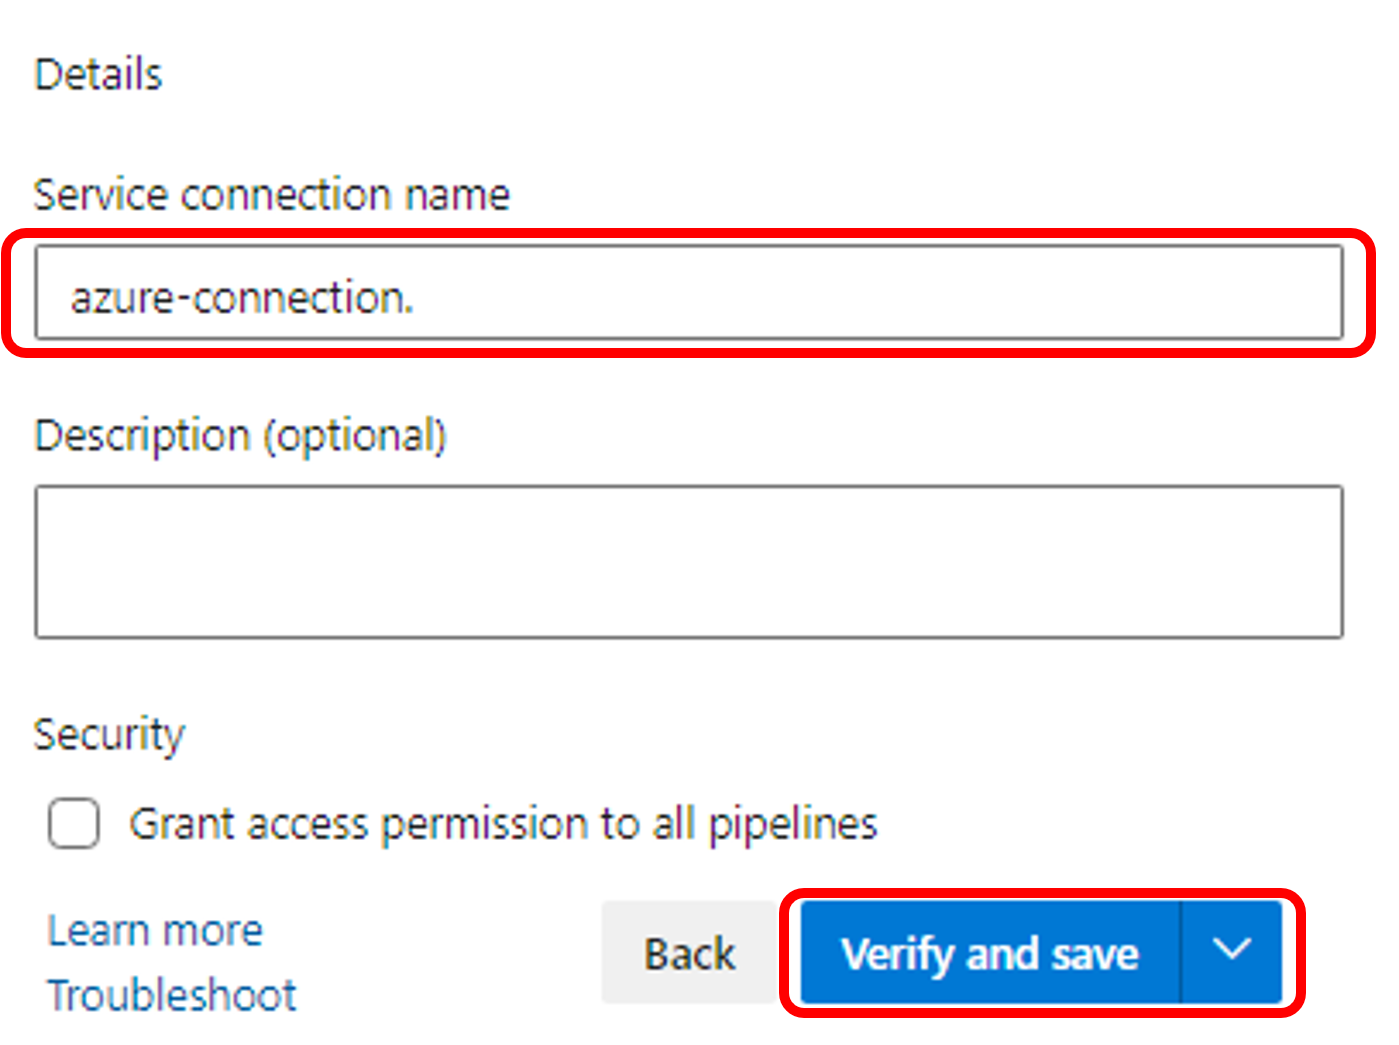 Details
Service connection name
azure-connection.
Description (optional)
Security
Grant access permission to all pipelines
Learn more
Troubleshoot
Back
Verify and save